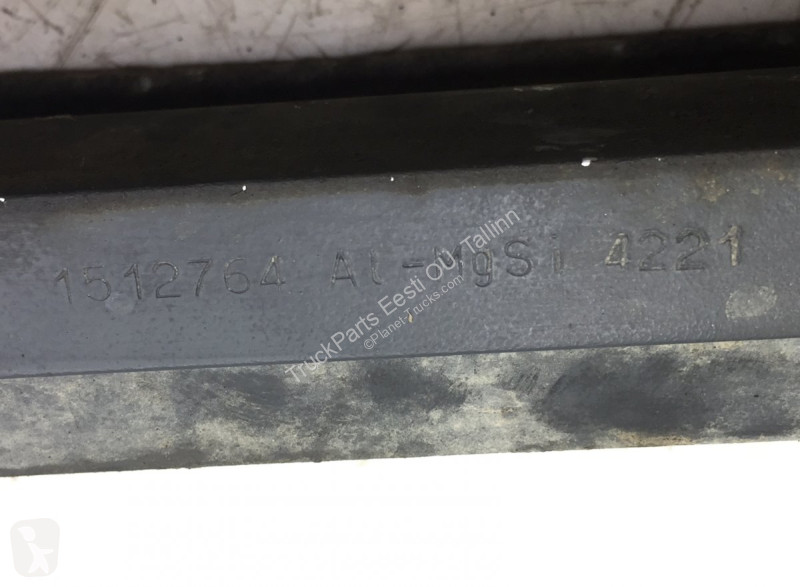 1512764 Al-MgSi 4221
TruckParts Eesti OÜ Tallinn
©Planet-Trucks.com